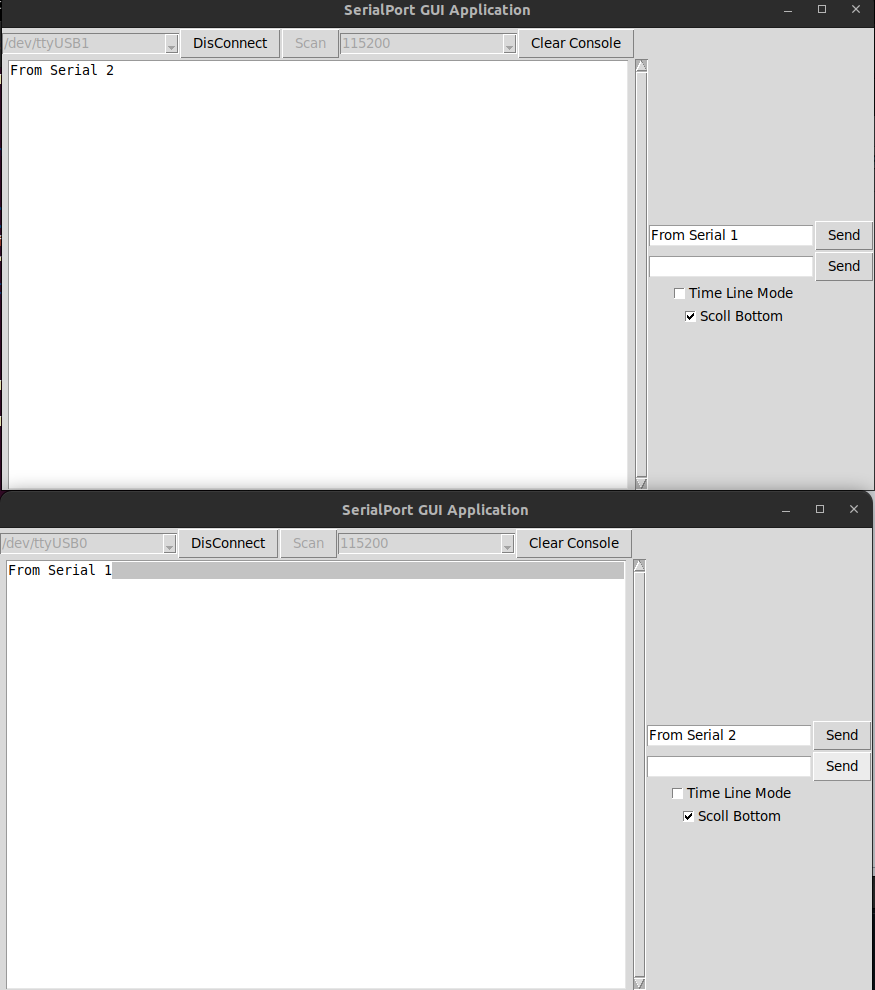 SerialPort GUI Application
/dev/ttyUSB1 DisConnect Scan 115200 Clear Console
From Serial 2
From Serial 1 Send
Send
Time Line Mode
Scoll Bottom
SerialPort GUI Application
/dev/ttyUSB0 DisConnect Scan 115200 Clear Console
From Serial 1
From Serial 2 Send
Send
Time Line Mode
Scoll Bottom